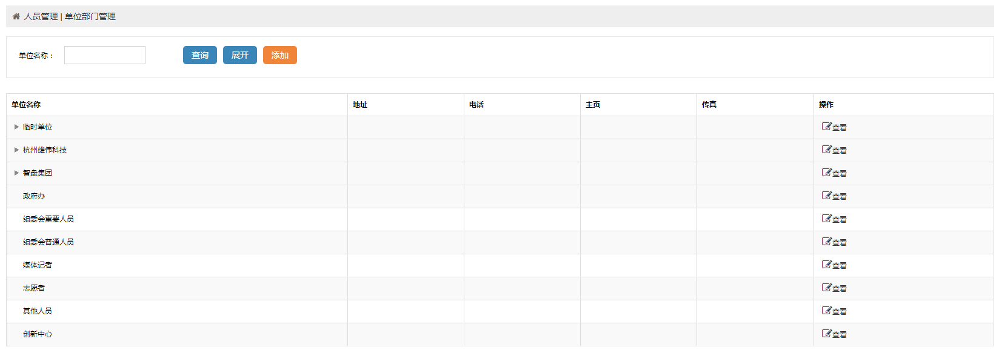 人员管理 | 单位部门管理
单位名称： 查询 展开 添加
单位名称 地址 电话 主页 传真 操作
临时单位 查看
杭州雄伟科技 查看
智盘集团 查看
政府办 查看
组委会重要人员 查看
组委会普通人员 查看
媒体记者 查看
志愿者 查看
其他人员 查看
创新中心 查看